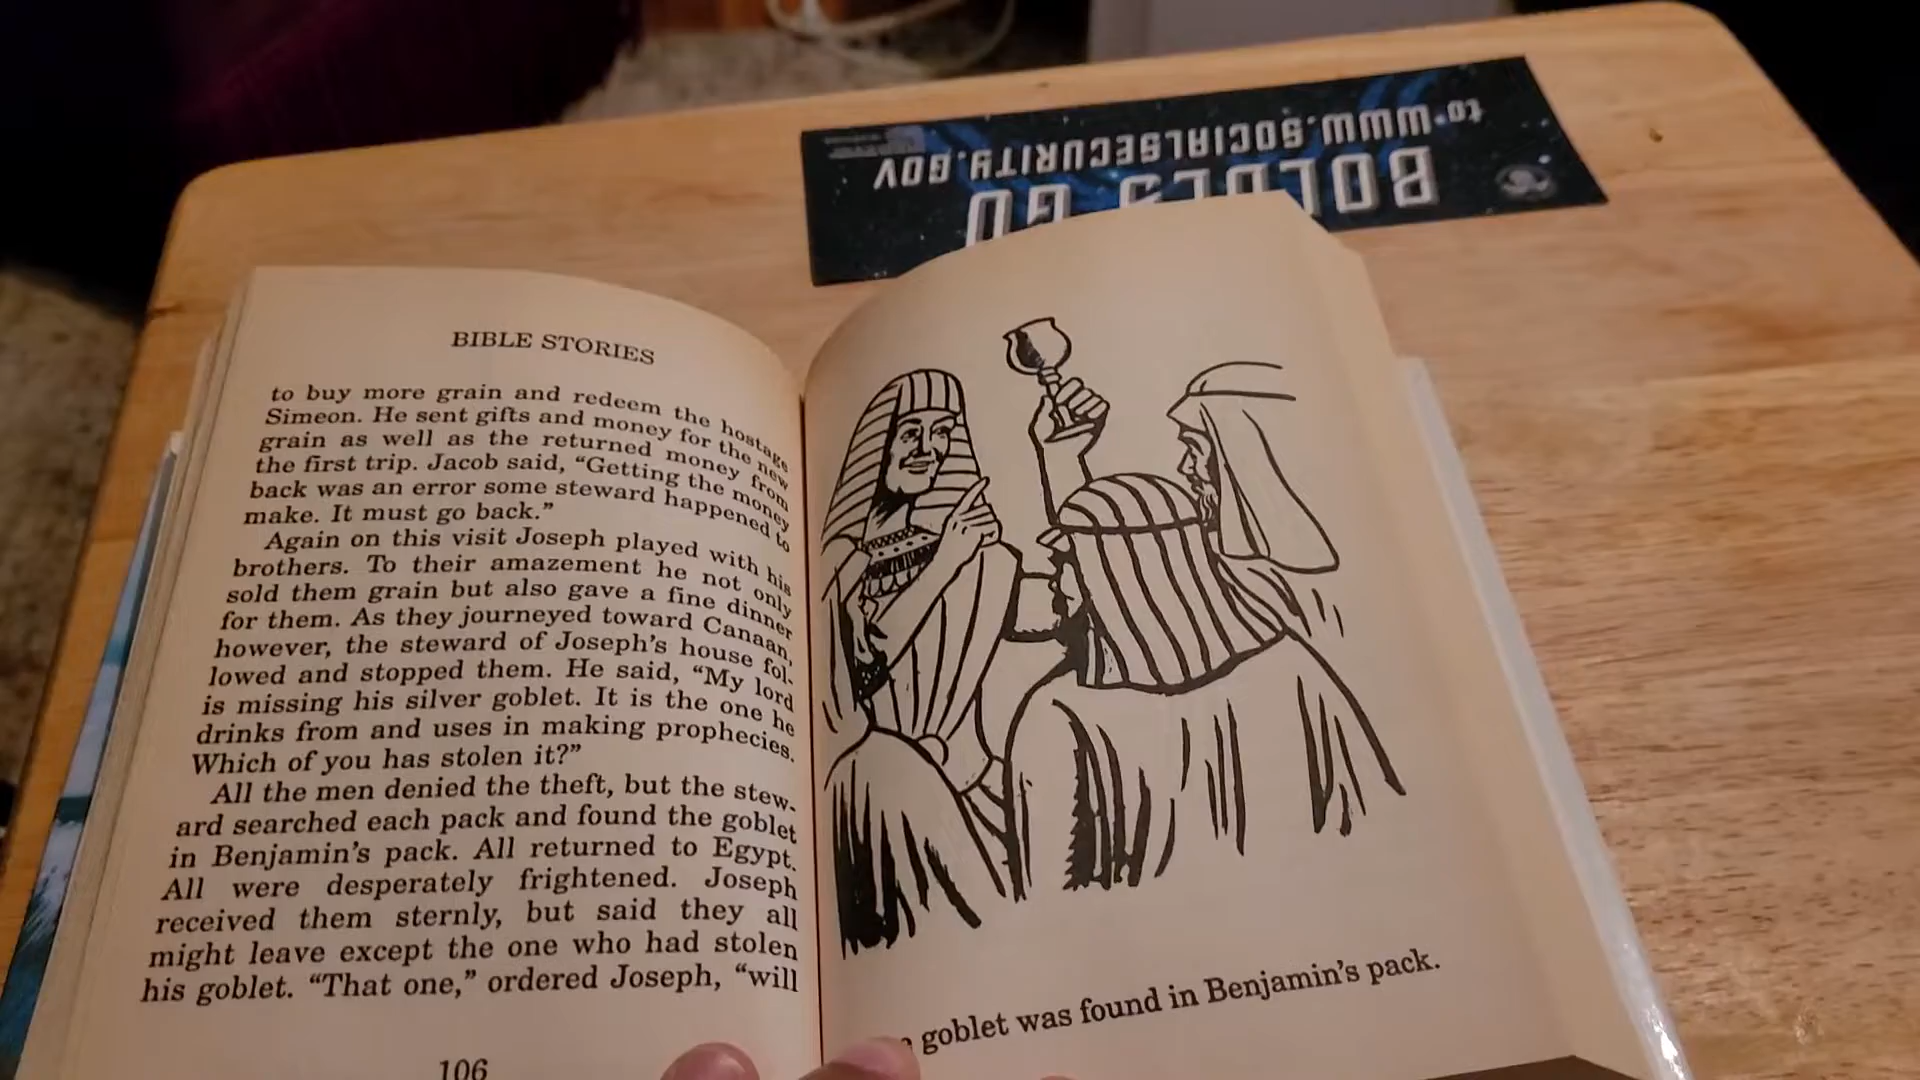 BIBLE STORIES
to buy more grain and redeem the hostage
Simeon. He sent gifts and money for the new
grain as well as the returned money from
the first trip. Jacob said, “Getting the money
back was an error some steward happened to
make. It must go back.”
Again on this visit Joseph played with his
brothers. To their amazement he not only
sold them grain but also gave a fine dinner
for them. As they journeyed toward Canaan,
however, the steward of Joseph’s house fol-
lowed and stopped them. He said, “My lord
is missing his silver goblet. It is the one he
drinks from and uses in making prophecies.
Which of you has stolen it?”
All the men denied the theft, but the stew-
ard searched each pack and found the goblet
in Benjamin’s pack. All returned to Egypt.
All were desperately frightened. Joseph
received them sternly, but said they all
might leave except the one who had stolen
his goblet. “That one,” ordered Joseph, “will
106
goblet was found in Benjamin’s pack.
BOLDLY GO
to www.socialsecurity.gov